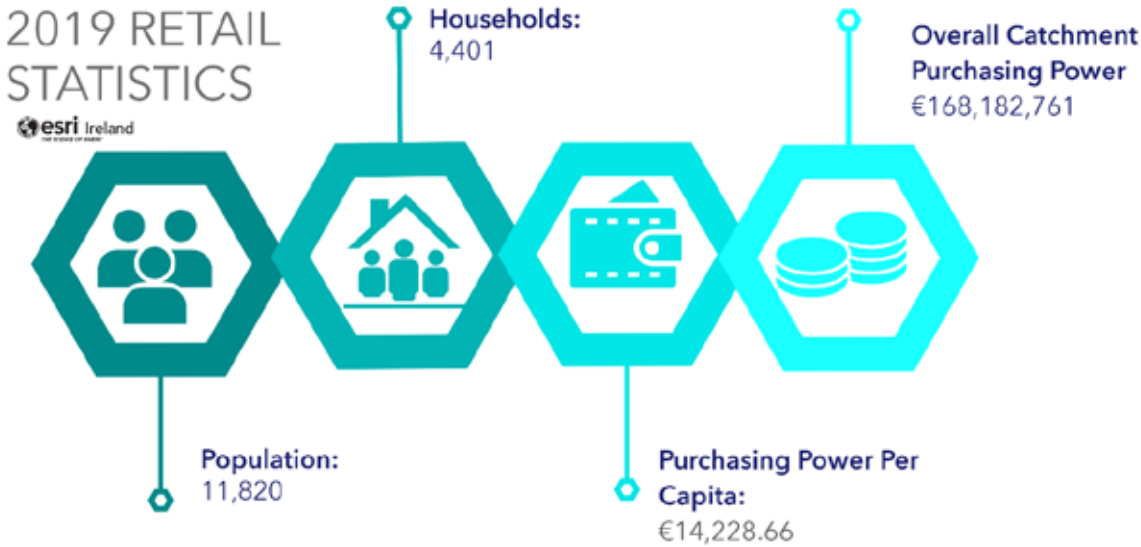 2019 RETAIL
STATISTICS
esri Ireland
Households:
4,401
Overall Catchment
Purchasing Power
€168,182,761
Population:
11,820
Purchasing Power Per
Capita:
€14,228.66